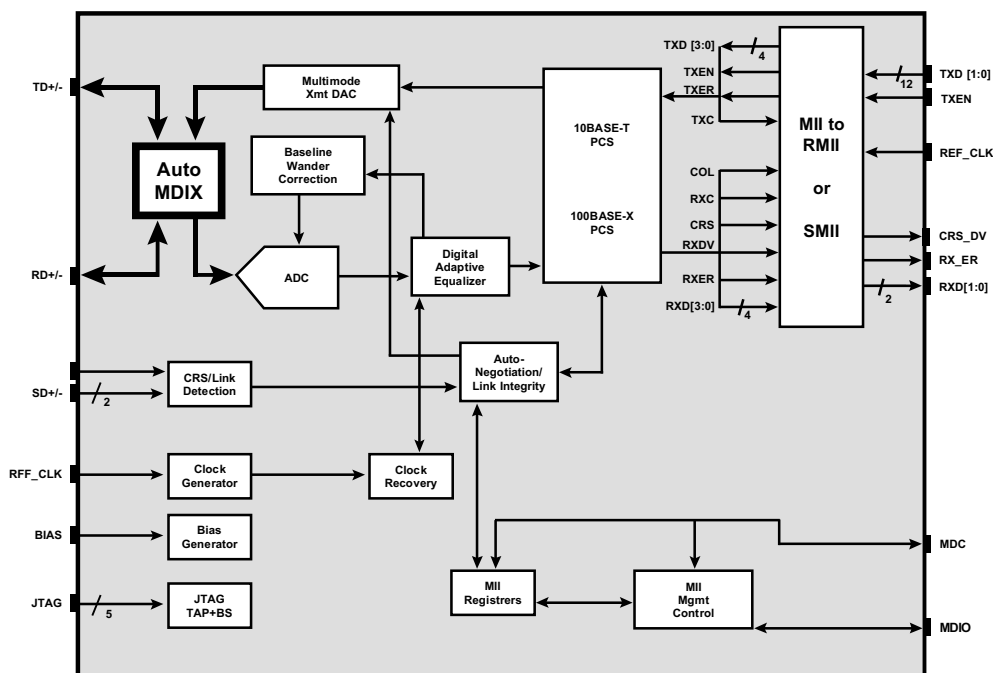 TD+/-
Multimode
Xmt DAC
TXD [3:0]
4
TXEN
TXER
TXC
12
TXD [1:0]
TXEN
Auto
MDIX
Baseline
Wander
Correction
10BASE-T
PCS
100BASE-X
PCS
MII to
RMII
or
SMII
REF_CLK
COL
RXC
CRS
RXDV
RXER
RXD[3:0]
4
CRS_DV
RX_ER
2
RXD[1:0]
RD+/-
ADC
Digital
Adaptive
Equalizer
Auto-
Negotiation/
Link Integrity
SD+/-
2
CRS/Link
Detection
RFF_CLK
Clock
Generator
Clock
Recovery
BIAS
Bias
Generator
MDC
JTAG
5
JTAG
TAP+BS
MII
Registrers
MII
Mgmt
Control
MDIO